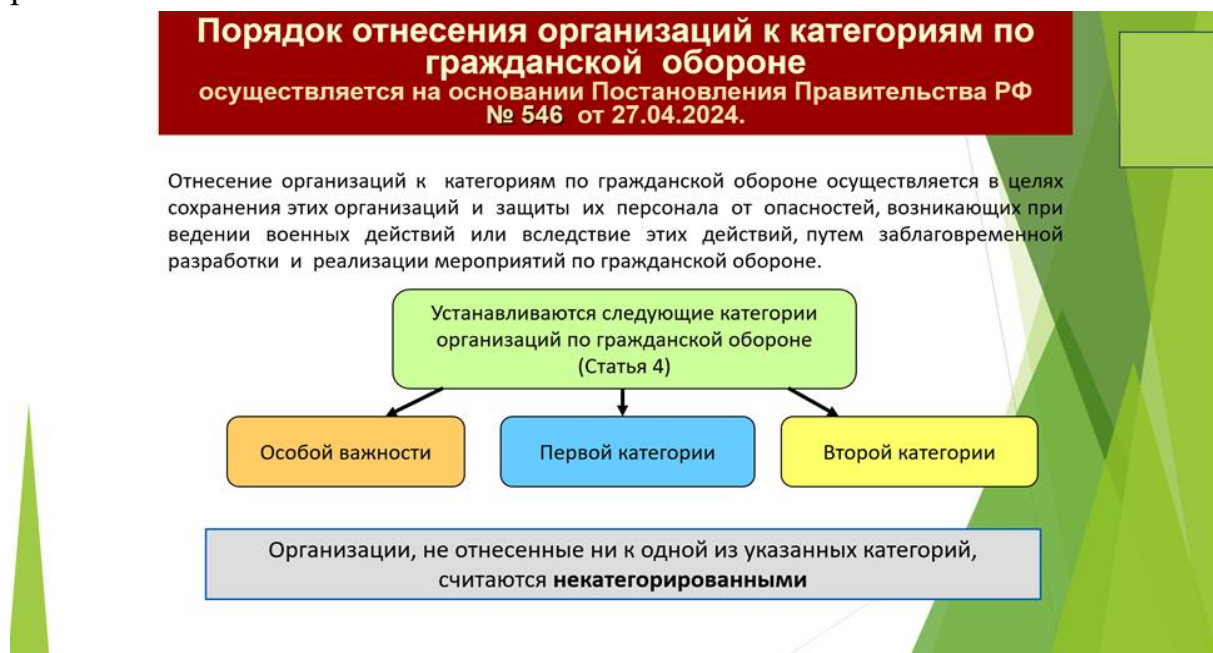 Порядок отнесения организаций к категориям по
гражданской обороне
осуществляется на основании Постановления Правительства РФ
№ 546 от 27.04.2024.
Отнесение организаций к категориям по гражданской обороне осуществляется в целях
сохранения этих организаций и защиты их персонала от опасностей, возникающих при
ведении военных действий или вследствие этих действий, путем заблаговременной
разработки и реализации мероприятий по гражданской обороне.
Устанавливаются следующие категории
организаций по гражданской обороне
(Статья 4)
Особой важности
Первой категории
Второй категории
Организации, не отнесенные ни к одной из указанных категорий,
считаются некатегорированными